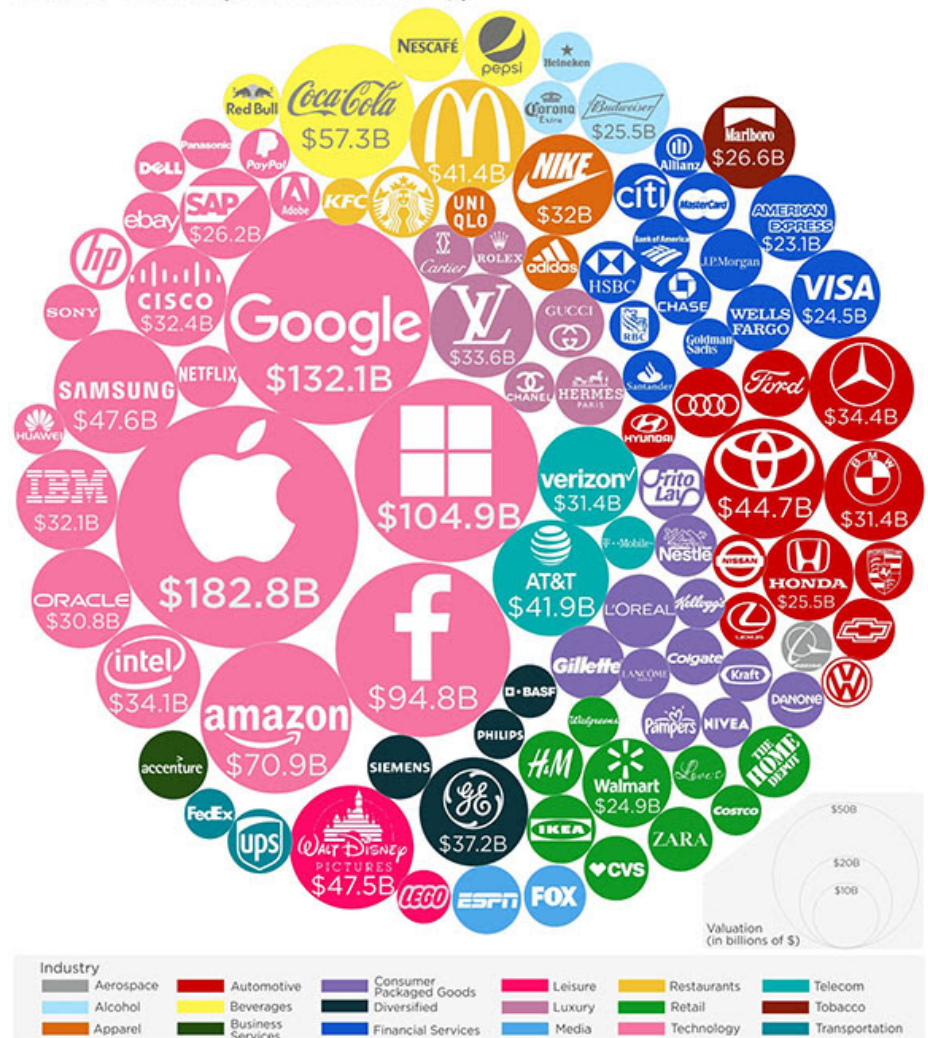 NESCAFÉ
pepsi
Heineken
Red Bull
Coca-Cola
$57.3B
$41.4B
Corona
Extra
Budweiser
$25.5B
Marlboro
$26.6B
Panasonic
DELL
PayPal
Adobe
KFC
UNI
QLO
NIKE
$32B
Allianz
citi
MasterCard
AMERICAN
EXPRESS
$23.1B
ebay
SAP
$26.2B
hp
CISCO
$32.4B
SONY
Google
$132.1B
Cartier
ROLEX
adidas
Bank of America
J.P.Morgan
HSBC
CHASE
VISA
$24.5B
LV
$33.6B
GUCCI
RBC
Goldman
Sachs
WELLS
FARGO
SAMSUNG
$47.6B
NETFLIX
HUAWEI
CHANEL
HERMES
PARIS
Santander
HYUNDAI
Ford
$34.4B
IBM
$32.1B
$182.8B
$104.9B
verizon
$31.4B
Frito
Lay
$44.7B
BMW
$31.4B
ORACLE
$30.8B
AT&T
$41.9B
T-Mobile
Nestle
NISSAN
HONDA
$25.5B
L'ORÉAL
Kellogg's
LEXUS
BOEING
intel
$34.1B
f
$94.8B
Gillette
LANCÔME
Colgate
Kraft
DANONE
amazon
$70.9B
BASF
PHILIPS
Walgreens
Pampers
NIVEA
accenture
SIEMENS
H&M
Walmart
$24.9B
Lowe's
THE
HOME
DEPOT
FedEx
ups
WALT DISNEY
PICTURES
$47.5B
GE
$37.2B
IKEA
ZARA
COSTCO
CVS
LEGO
ESPN
FOX
$50B
$20B
$10B
Valuation
(in billions of $)
Industry
Aerospace
Automotive
Consumer
Packaged Goods
Leisure
Restaurants
Telecom
Alcohol
Beverages
Diversified
Luxury
Retail
Tobacco
Apparel
Business
Services
Financial Services
Media
Technology
Transportation